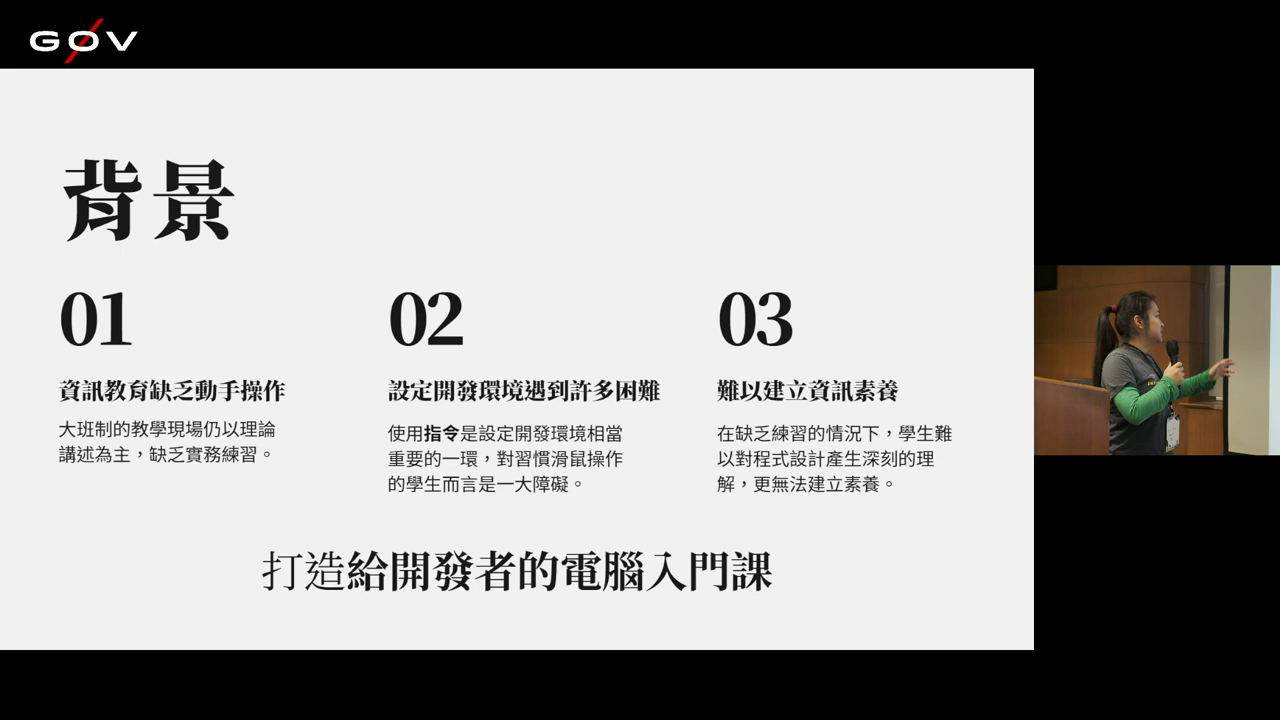 GØV
背景
01
資訊教育缺乏動手操作
大班制的教學現場仍以理論
講述為主，缺乏實務練習。
02
設定開發環境遇到許多困難
使用指令是設定開發環境相當
重要的一環，對習慣滑鼠操作
的學生而言是一大障礙。
03
難以建立資訊素養
在缺乏練習的情況下，學生難
以對程式設計產生深刻的理
解，更無法建立素養。
打造給開發者的電腦入門課